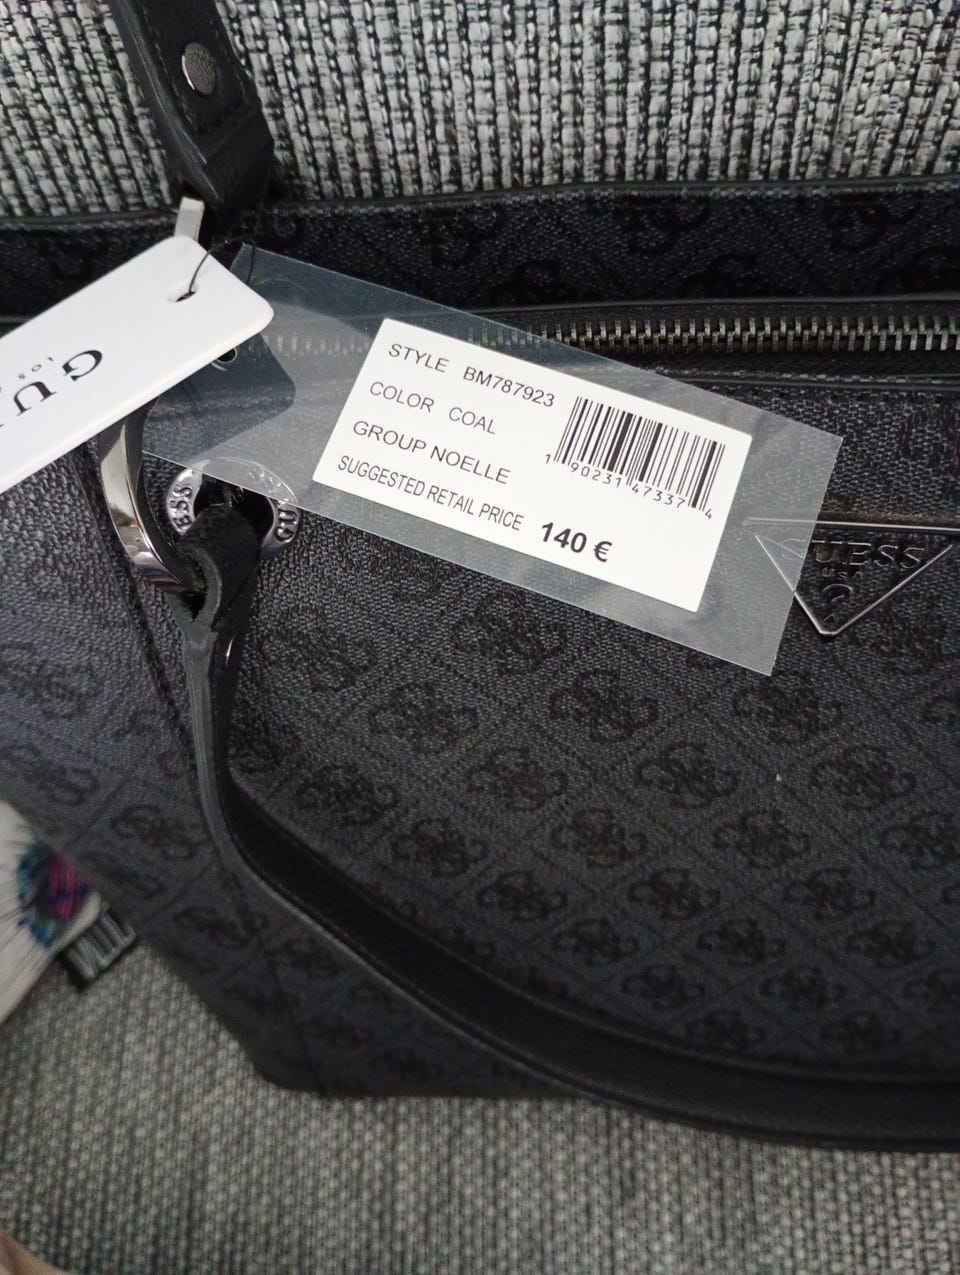 STYLE BM787923
COLOR COAL
GROUP NOELLE
SUGGESTED RETAIL PRICE 140 €
1 90231 47337 4
GUESS